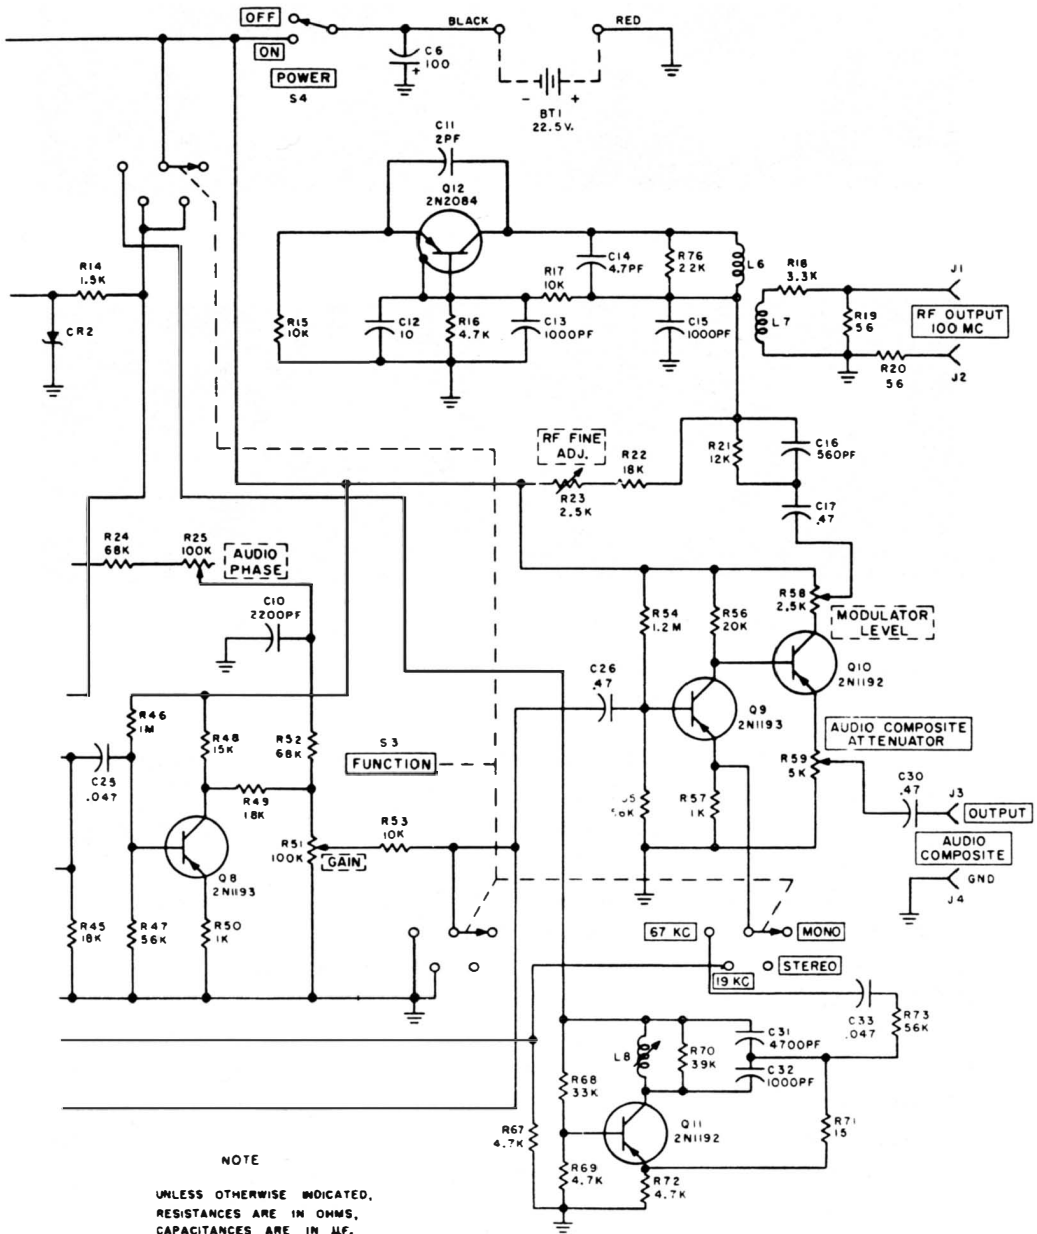 OFF
BLACK
RED
ON
C6
100
POWER
S4
- +
BT1
22.5V.
C11
2PF
Q12
2N2084
R14
1.5K
CR2
C14
4.7PF
R76
22K
L6
R17
10K
R18
3.3K
J1
L7
R19
56
RF OUTPUT
100 MC
R15
10K
C12
10
R16
4.7K
C13
1000PF
C15
1000PF
R20
56
J2
RF FINE
ADJ.
R22
18K
R21
12K
C16
560PF
R23
2.5K
C17
.47
R24
68K
R25
100K
AUDIO
PHASE
C10
2200PF
R54
1.2M
R56
20K
R58
2.5K
MODULATOR
LEVEL
C26
.47
Q10
2N1192
Q9
2N1193
R46
1M
R48
15K
R52
68K
S3
FUNCTION
AUDIO COMPOSITE
ATTENUATOR
C25
.047
R49
18K
R59
5K
C30
.47
J3
OUTPUT
R57
1K
R53
10K
R51
100K
GAIN
AUDIO
COMPOSITE
Q8
2N1193
GND
J4
R45
18K
R47
56K
R50
1K
67 KC
MONO
STEREO
19 KC
C33
.047
R73
56K
L8
R70
39K
C31
4700PF
C32
1000PF
R68
33K
R67
4.7K
Q11
2N1192
R71
15
R69
4.7K
R72
4.7K
NOTE
UNLESS OTHERWISE INDICATED,
RESISTANCES ARE IN OHMS,
CAPACITANCES ARE IN µF.